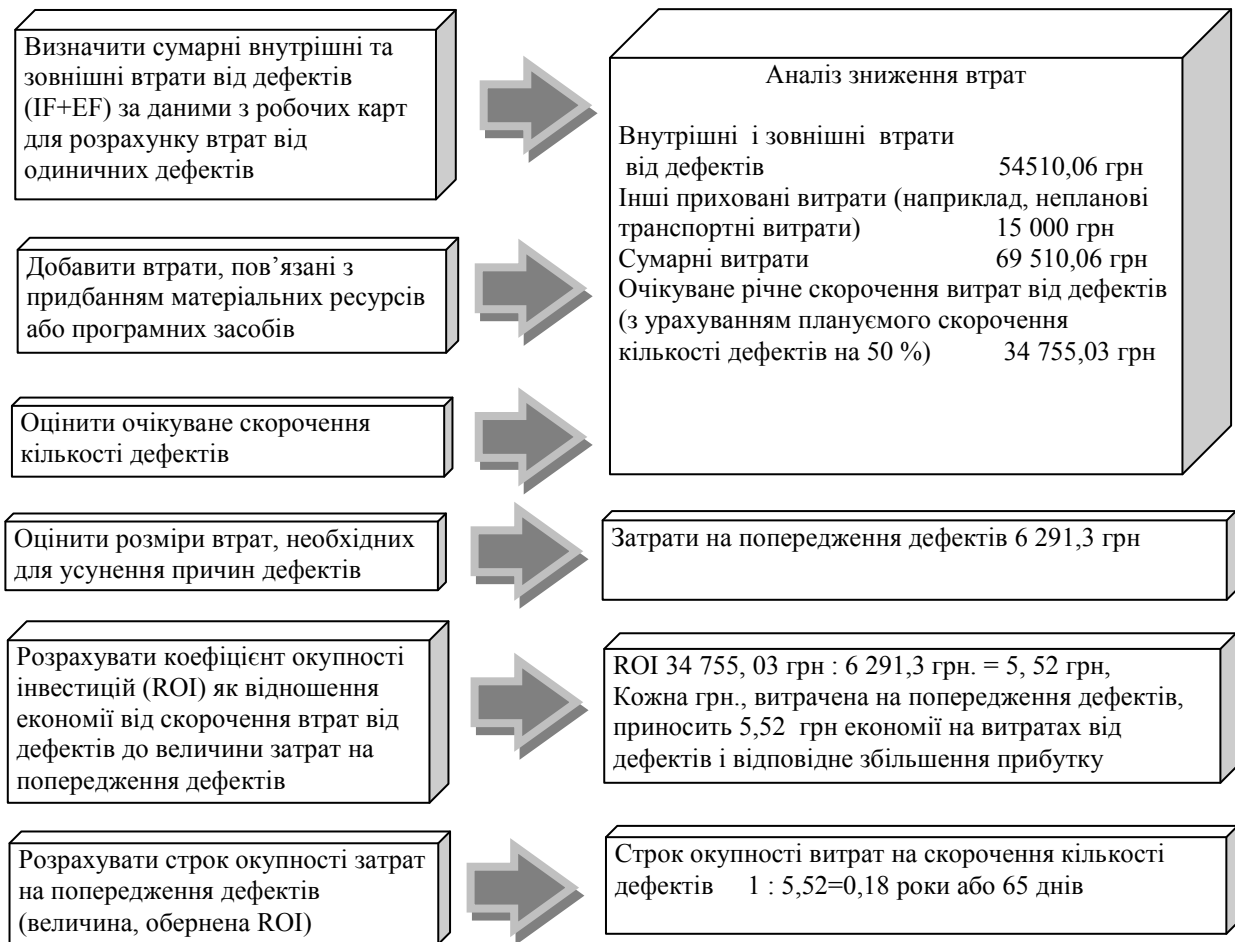 Визначити сумарні внутрішні та
зовнішні втрати від дефектів
(IF+EF) за даними з робочих карт
для розрахунку втрат від
одиничних дефектів
Аналіз зниження втрат
Внутрішні і зовнішні втрати
від дефектів 54510,06 грн
Інші приховані витрати (наприклад, непланові
транспортні витрати) 15 000 грн
Сумарні витрати 69 510,06 грн
Очікуване річне скорочення витрат від дефектів
(з урахуванням плануємого скорочення
кількості дефектів на 50 %) 34 755,03 грн
Добавити втрати, пов’язані з
придбанням матеріальних ресурсів
або програмних засобів
Оцінити очікуване скорочення
кількості дефектів
Оцінити розміри втрат, необхідних
для усунення причин дефектів
Затрати на попередження дефектів 6 291,3 грн
Розрахувати коефіцієнт окупності
інвестицій (ROI) як відношення
економії від скорочення втрат від
дефектів до величини затрат на
попередження дефектів
ROI 34 755, 03 грн : 6 291,3 грн. = 5, 52 грн,
Кожна грн., витрачена на попередження дефектів,
приносить 5,52 грн економії на витратах від
дефектів і відповідне збільшення прибутку
Розрахувати строк окупності затрат
на попередження дефектів
(величина, обернена ROI)
Строк окупності витрат на скорочення кількості
дефектів 1 : 5,52=0,18 роки або 65 днів